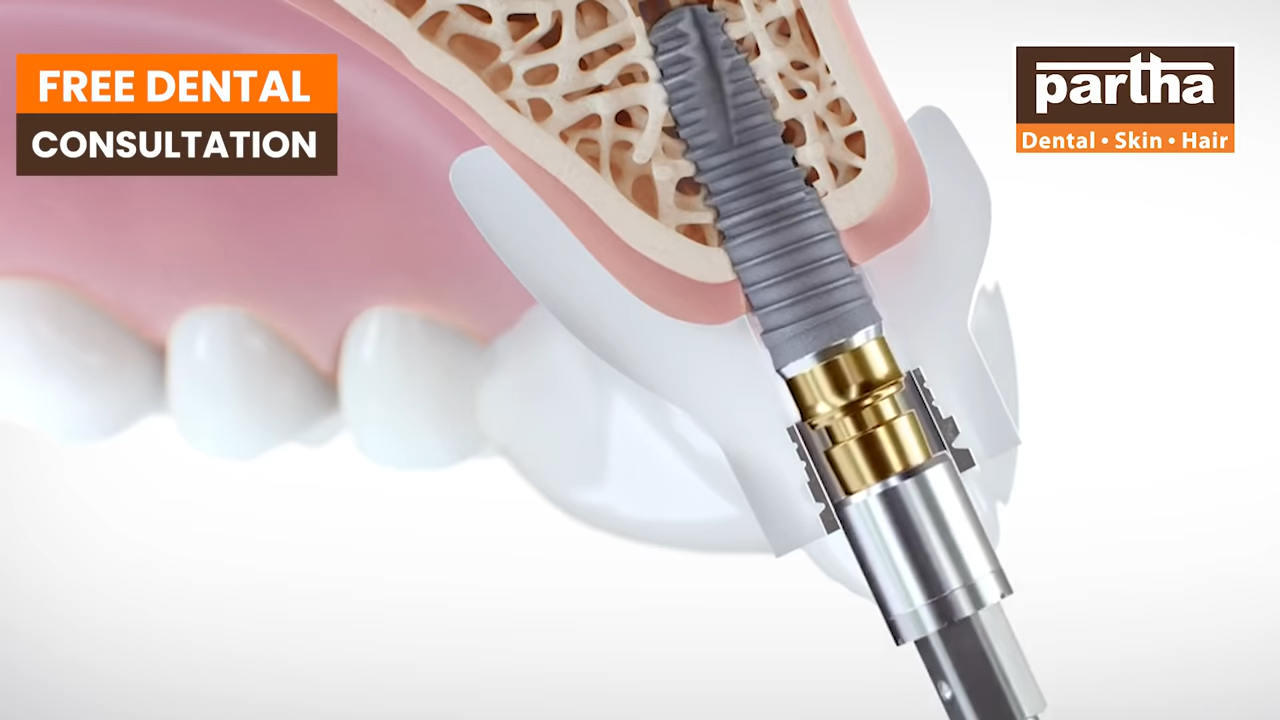 FREE DENTAL
CONSULTATION
partha
Dental • Skin • Hair